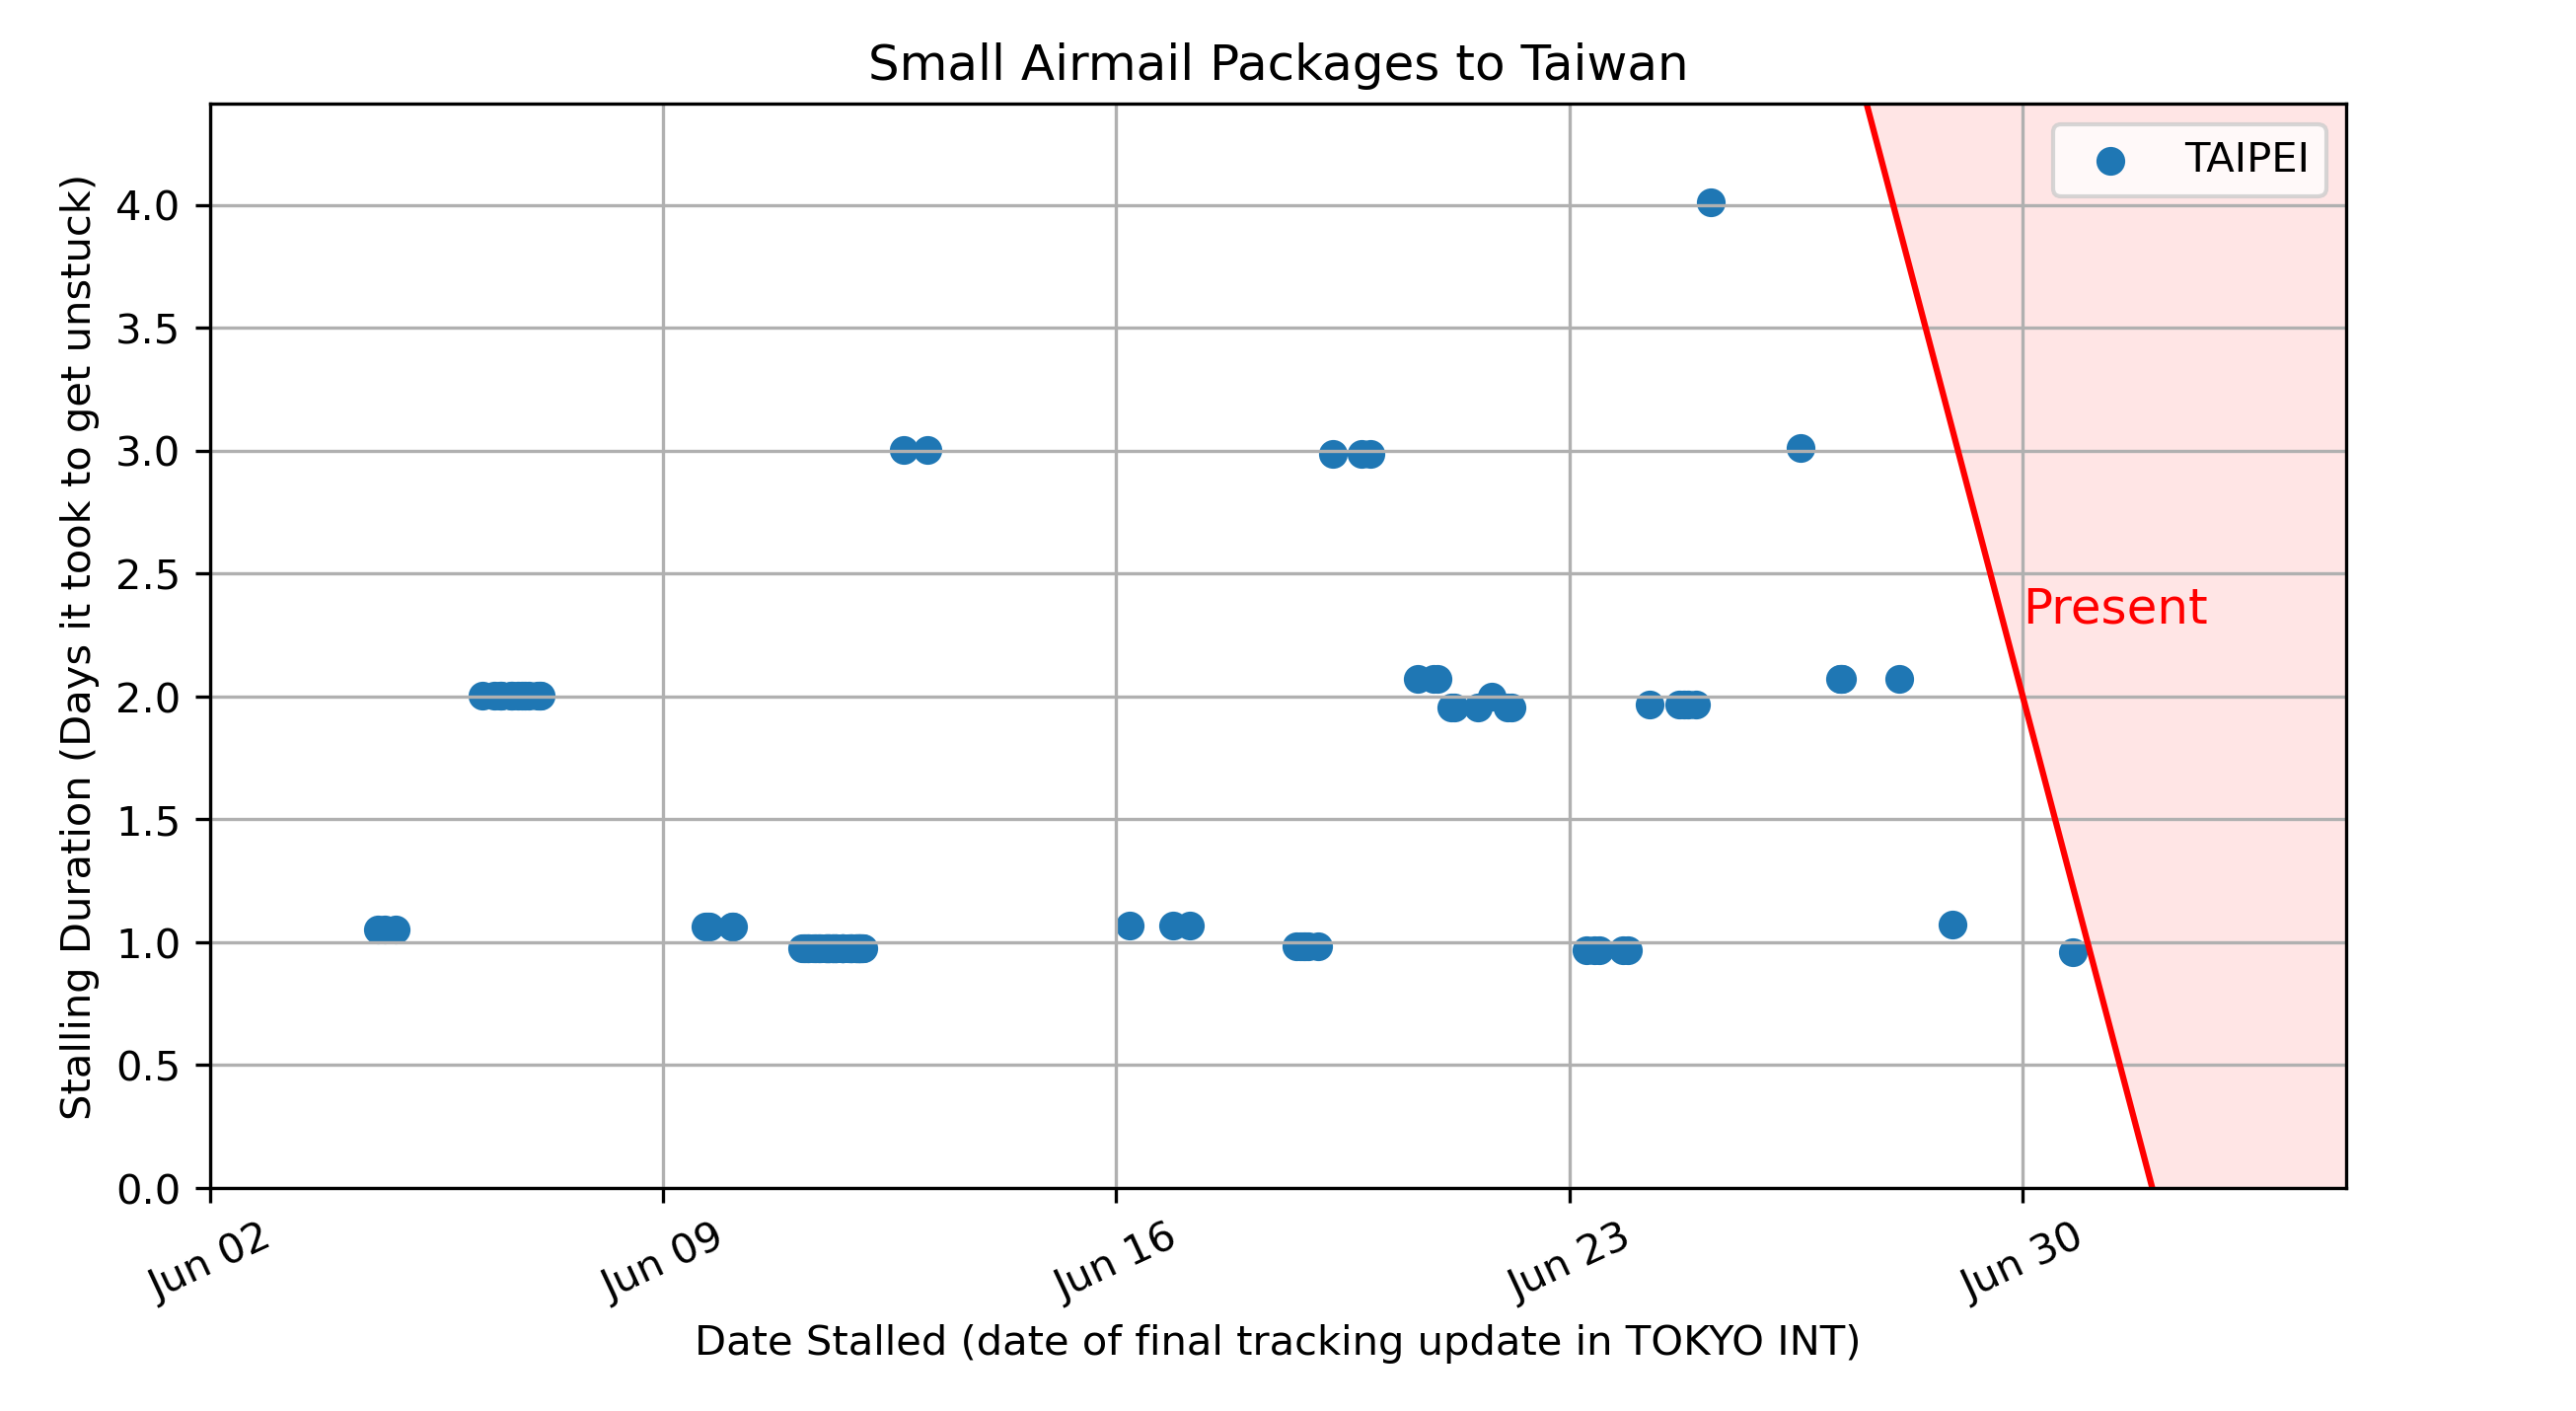 Small Airmail Packages to Taiwan
TAIPEI
Present
Stalling Duration (Days it took to get unstuck)
4.0
3.5
3.0
2.5
2.0
1.5
1.0
0.5
0.0
Jun 02
Jun 09
Jun 16
Jun 23
Jun 30
Date Stalled (date of final tracking update in TOKYO INT)